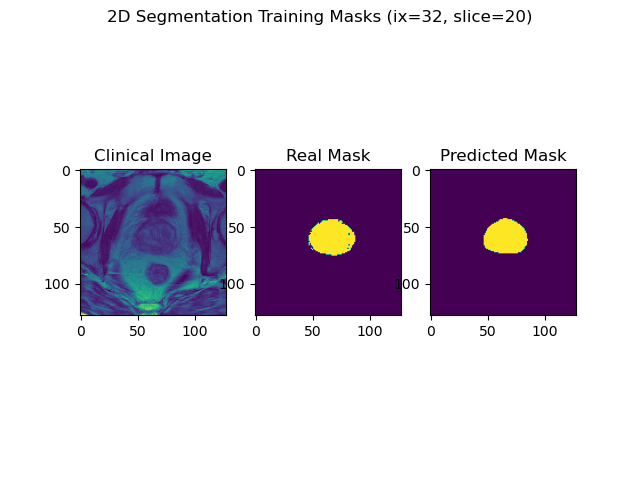 2D Segmentation Training Masks (ix=32, slice=20)
Clinical Image Real Mask Predicted Mask
0 0 0
50 50 50
100 100 100
0 50 100 0 50 100 0 50 100